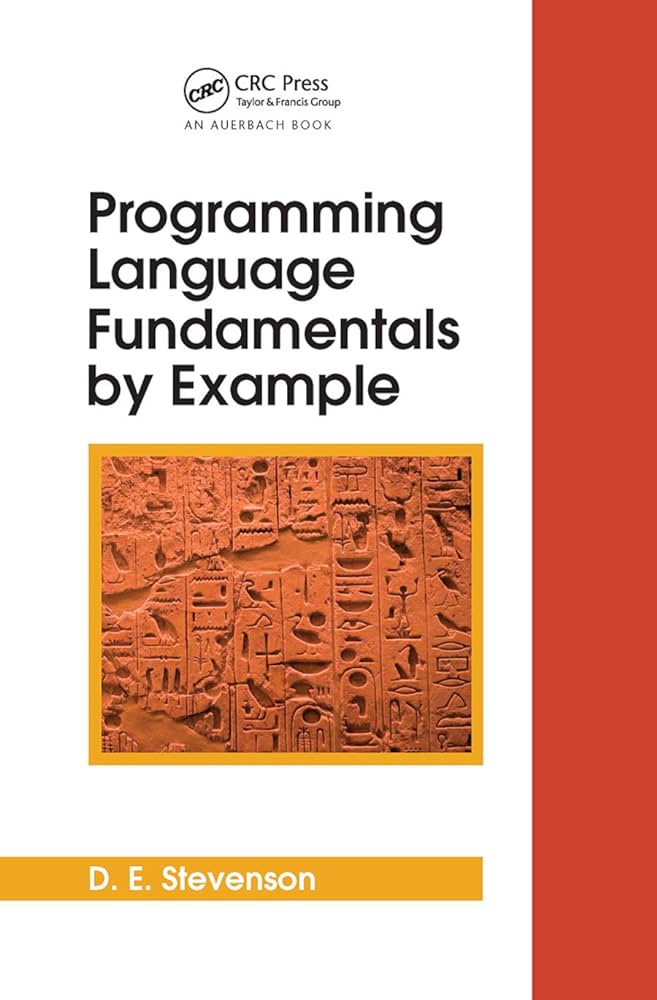 CRC
CRC Press
Taylor & Francis Group
AN AUERBACH BOOK
Programming
Language
Fundamentals
by Example
D. E. Stevenson